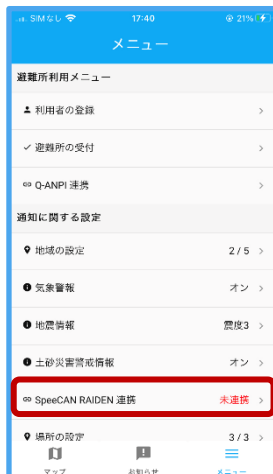 SIMなし 17:40 21%
メニュー
避難所利用メニュー
利用者の登録
避難所の受付
Q-ANPI 連携
通知に関する設定
地域の設定 2 / 5
気象警報 オン
地震情報 震度3
土砂災害警戒情報 オン
SpeeCAN RAIDEN 連携 未連携
場所の設定 3 / 3
マップ お知らせ メニュー